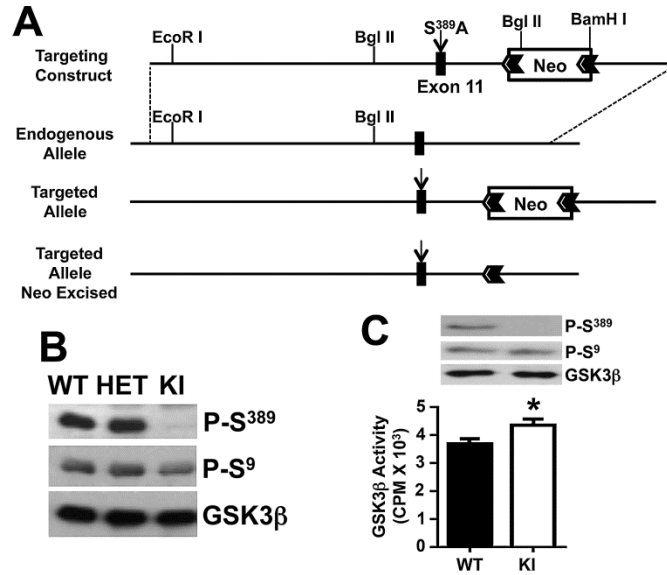 A
Targeting
Construct
EcoR I
Bgl II
S³⁸⁹A
Exon 11
Bgl II
BamH I
Neo
Endogenous
Allele
EcoR I
Bgl II
Targeted
Allele
Neo
Targeted
Allele
Neo Excised
B
WT HET KI
P-S³⁸⁹
P-S⁹
GSK3β
C
P-S³⁸⁹
P-S⁹
GSK3β
GSK3β Activity
(CPM X 10³)
5
4
3
2
1
0
*
WT KI